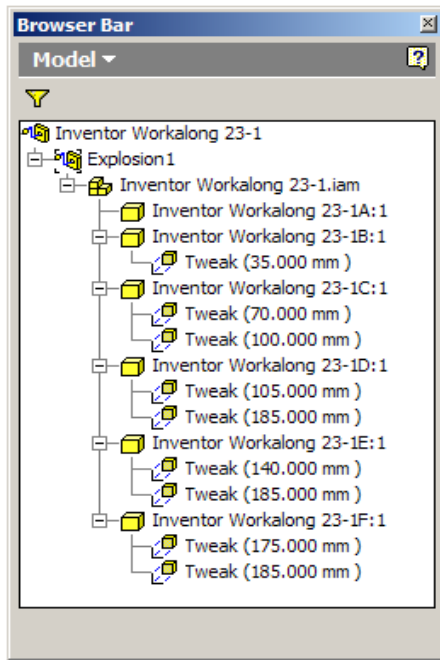 Browser Bar
Model
Inventor Workalong 23-1
Explosion1
Inventor Workalong 23-1.iam
Inventor Workalong 23-1A:1
Inventor Workalong 23-1B:1
Tweak (35.000 mm )
Inventor Workalong 23-1C:1
Tweak (70.000 mm )
Tweak (100.000 mm )
Inventor Workalong 23-1D:1
Tweak (105.000 mm )
Tweak (185.000 mm )
Inventor Workalong 23-1E:1
Tweak (140.000 mm )
Tweak (185.000 mm )
Inventor Workalong 23-1F:1
Tweak (175.000 mm )
Tweak (185.000 mm )